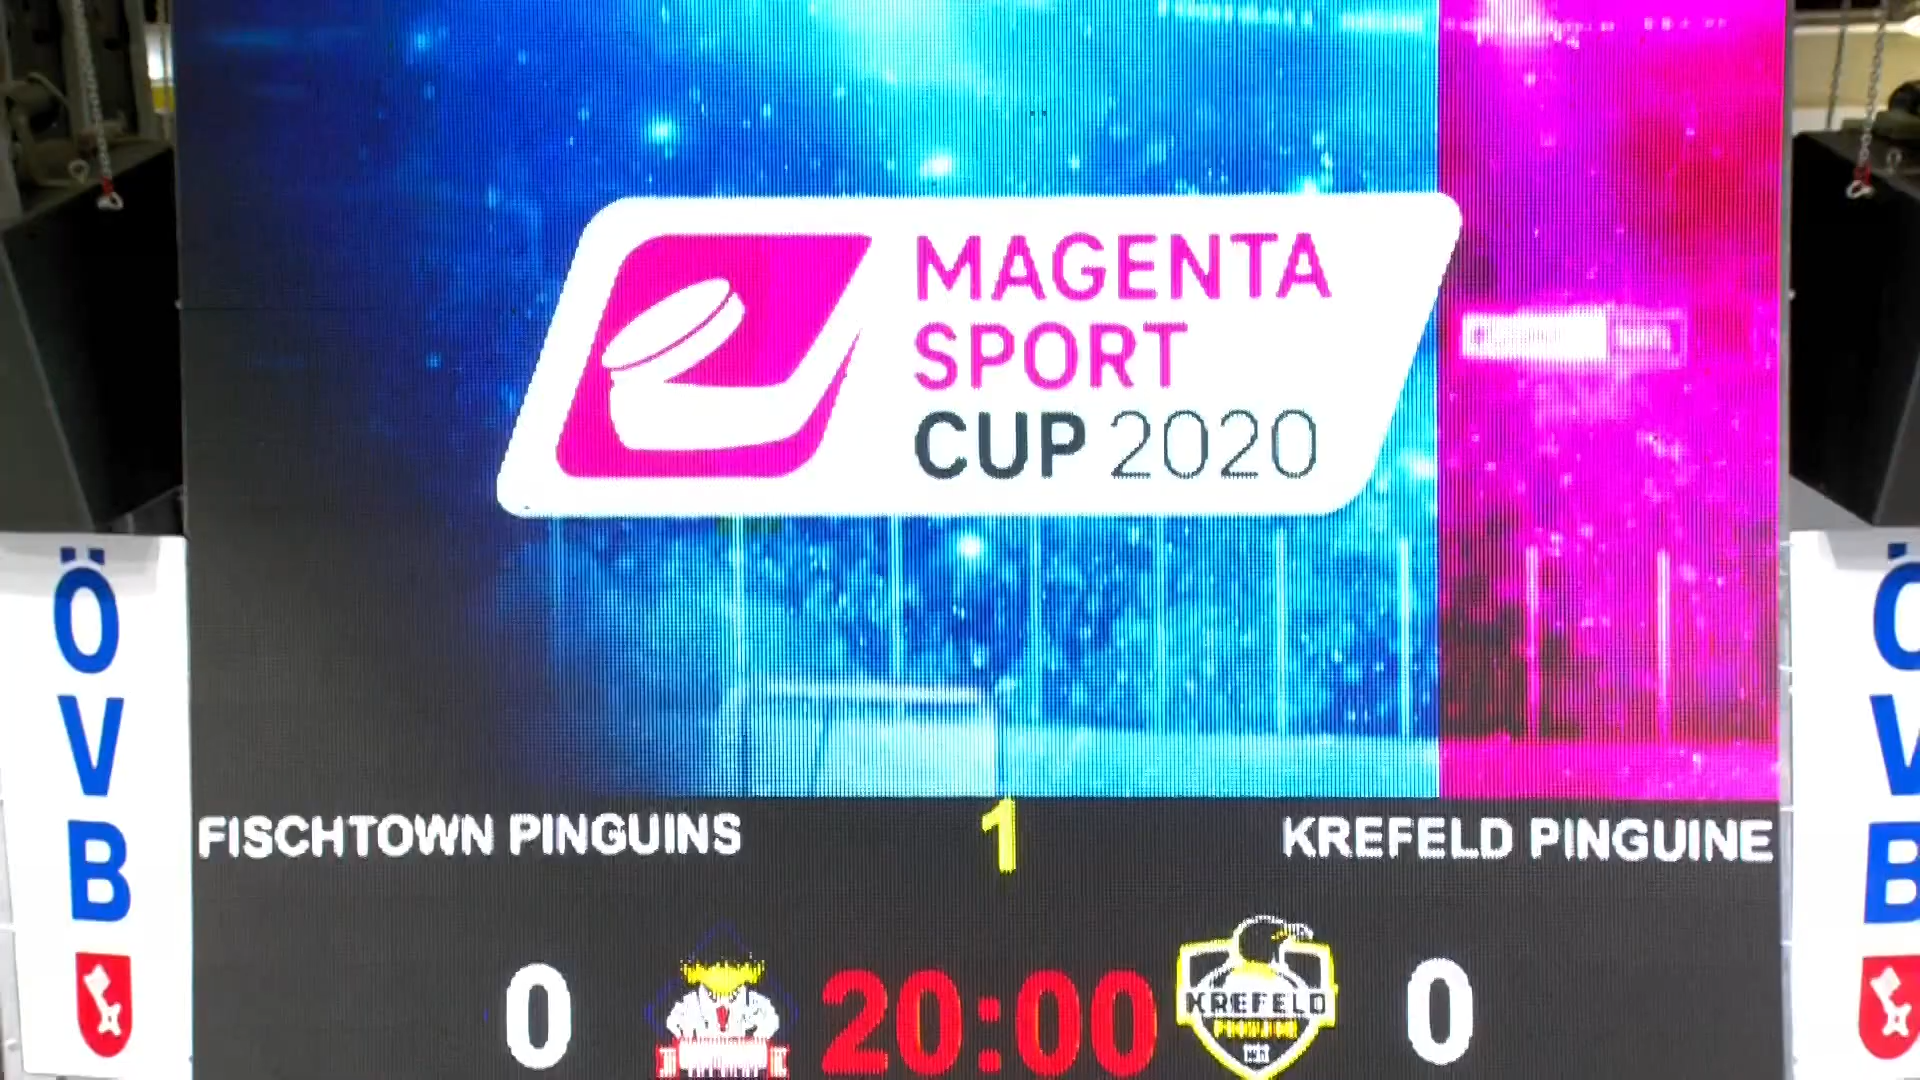 MAGENTA
SPORT
CUP 2020
ÖVB
ÖVB
FISCHTOWN PINGUINS
1
KREFELD PINGUINE
0
20:00
KREFELD
0